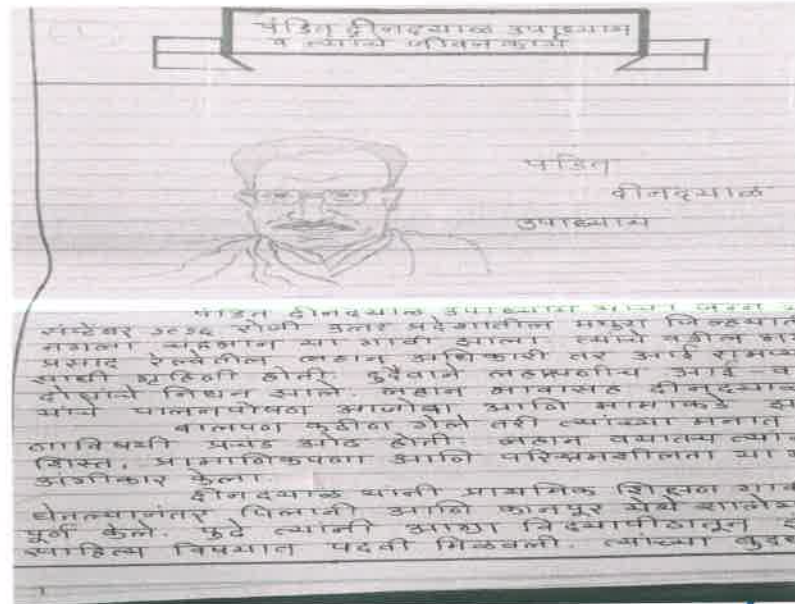 पंडित दीनदयाळ उपाध्याय
व त्यांचे जीवनकार्य
पंडित
दीनदयाळ
उपाध्याय
पंडित दीनदयाळ उपाध्याय यांचा जन्म
सप्टेंबर १९१६ रोजी उत्तर प्रदेशातील मथुरा जिल्ह्यातील
नगला चंद्रभान या गावी झाला त्यांचे वडील
प्रसाद रेल्वेतील लहान अधिकारी तर आई रामप्य
साधी गृहिणी होती. दुर्दैवाने लहानपणीच आई व
दोघांचे निधन झाले. लहान भावासह दीनदयाळ
यांचे पालनपोषण आजोबा आणि मामाकडे झा
बालपण कठीण गेले तरी त्यांच्या मनात
णाविषयी प्रचंड ओढ होती. लहान वयातच त्यां
शिस्त, प्रामाणिकपणा आणि परिश्रमशीलता या
अंगीकार केला.
दीनदयाळ यांनी प्राथमिक शिक्षण गाव
घेतल्यानंतर पिलानी आणि कानपूर येथे शालेय
पूर्ण केले. पुढे त्यांनी आग्रा विद्यापीठातून
साहित्य विषयात पदवी मिळवली. त्यांच्या